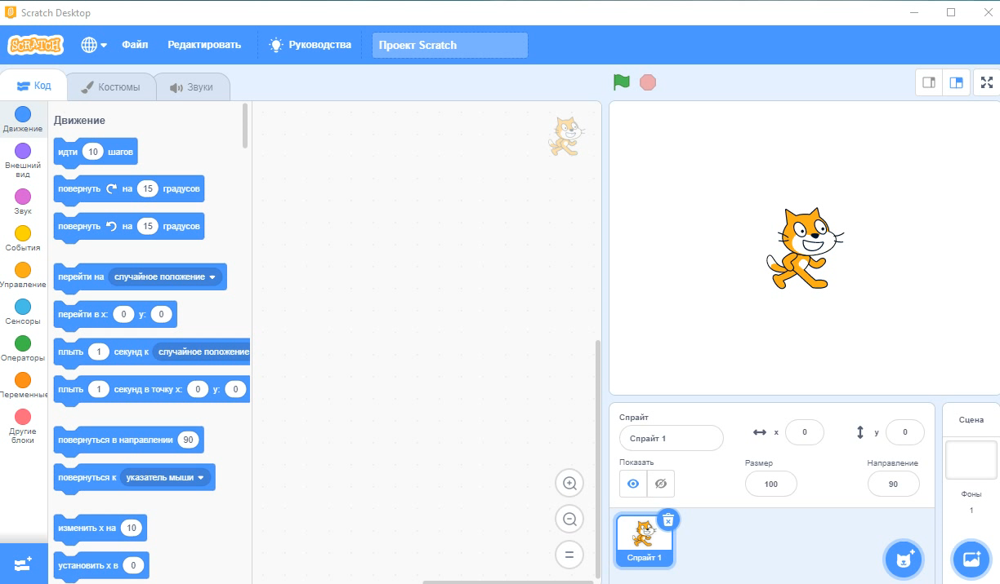 Scratch Desktop
SCRATCH
Файл
Редактировать
Руководства
Проект Scratch
Код
Костюмы
Звуки
Движение
Внешний
вид
Звук
События
Управление
Сенсоры
Операторы
Переменные
Другие
блоки
Движение
идти 10 шагов
повернуть на 15 градусов
повернуть на 15 градусов
перейти на случайное положение
перейти в x: 0 y: 0
плыть 1 секунд к случайное положение
плыть 1 секунд в точку x: 0 y: 0
повернуться в направлении 90
повернуться к указатель мыши
изменить x на 10
установить x в 0
Спрайт
Спрайт 1
x 0
y 0
Показать
Размер
100
Направление
90
Спрайт 1
Сцена
Фоны
1